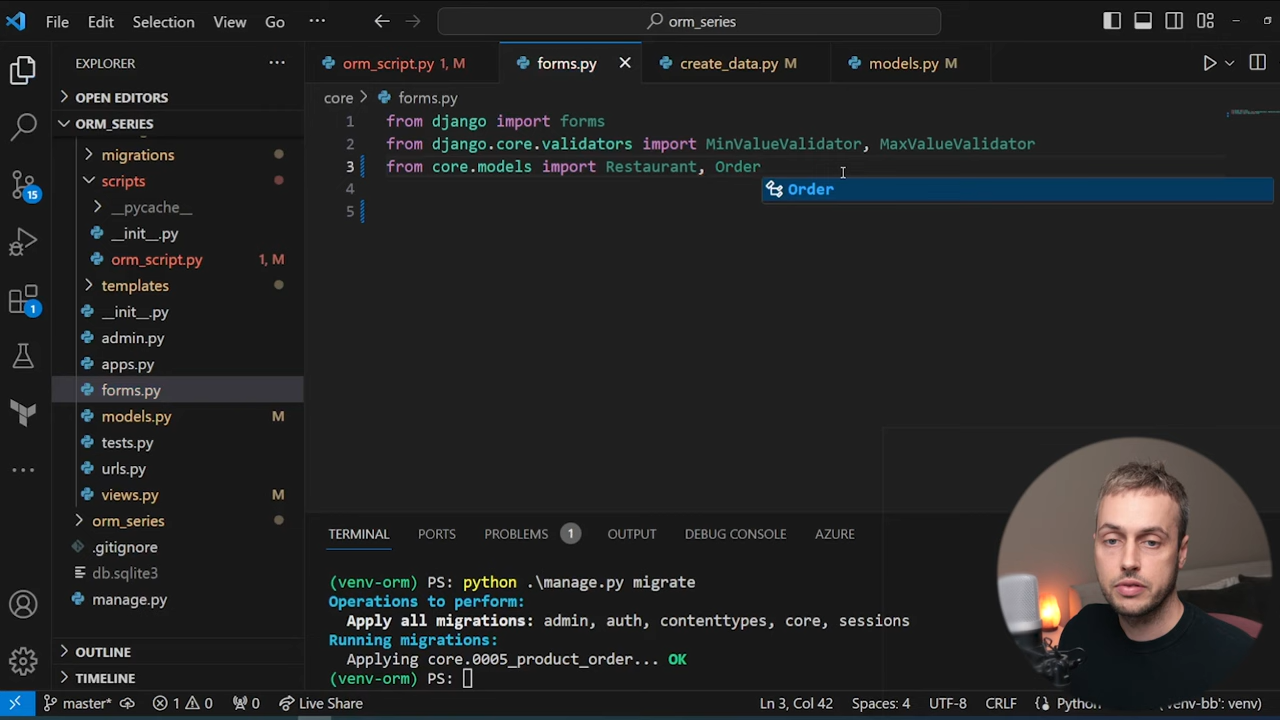 File Edit Selection View Go ··· orm_series
EXPLORER ···
OPEN EDITORS
ORM_SERIES
migrations
scripts
__pycache__
__init__.py
orm_script.py 1, M
templates
__init__.py
admin.py
apps.py
forms.py
models.py M
tests.py
urls.py
views.py M
orm_series
.gitignore
db.sqlite3
manage.py
OUTLINE
TIMELINE
15
1
orm_script.py 1, M forms.py create_data.py M models.py M
core > forms.py
1 from django import forms
2 from django.core.validators import MinValueValidator, MaxValueValidator
3 from core.models import Restaurant, Order
4 Order
5
TERMINAL PORTS PROBLEMS 1 OUTPUT DEBUG CONSOLE AZURE
(venv-orm) PS: python .\manage.py migrate
Operations to perform:
Apply all migrations: admin, auth, contenttypes, core, sessions
Running migrations:
Applying core.0005_product_order... OK
(venv-orm) PS:
master* 1 0 0 Live Share Ln 3, Col 42 Spaces: 4 UTF-8 CRLF Python ('venv-bb': venv)